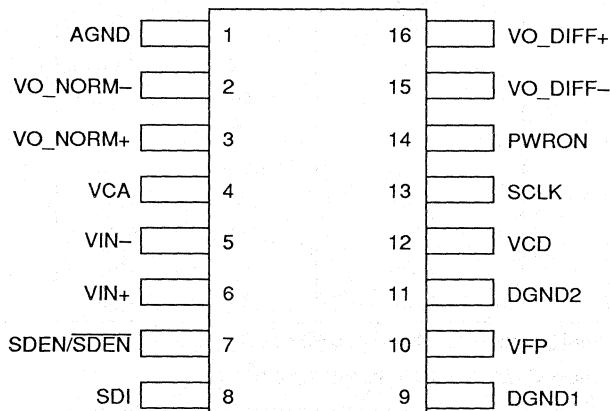 AGND 1 16 VO_DIFF+
VO_NORM– 2 15 VO_DIFF–
VO_NORM+ 3 14 PWRON
VCA 4 13 SCLK
VIN– 5 12 VCD
VIN+ 6 11 DGND2
SDEN/S̅D̅E̅N̅ 7 10 VFP
SDI 8 9 DGND1